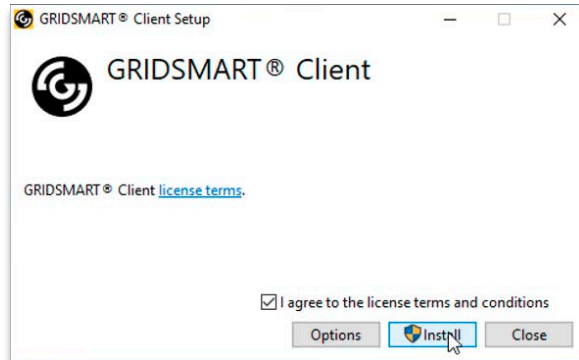 GRIDSMART® Client Setup
GRIDSMART® Client
GRIDSMART® Client license terms.
I agree to the license terms and conditions
Options Install Close